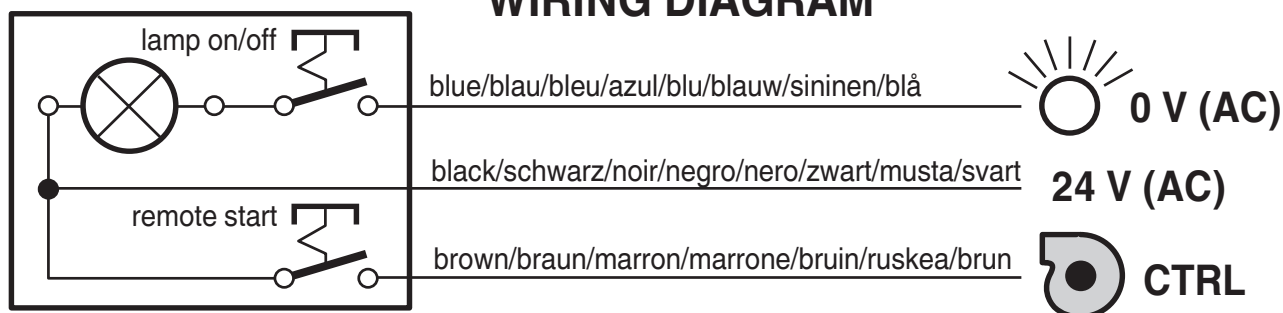 WIRING DIAGRAM
lamp on/off
blue/blau/bleu/azul/blu/blauw/sininen/blå
0 V (AC)
black/schwarz/noir/negro/nero/zwart/musta/svart
24 V (AC)
remote start
brown/braun/marron/marrone/bruin/ruskea/brun
CTRL